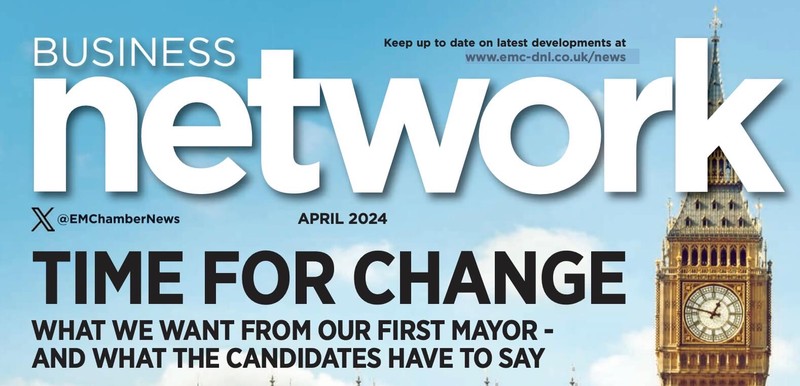 BUSINESS
Keep up to date on latest developments at
www.emc-dnl.co.uk/news
network
@EMChamberNews
APRIL 2024
TIME FOR CHANGE
WHAT WE WANT FROM OUR FIRST MAYOR -
AND WHAT THE CANDIDATES HAVE TO SAY